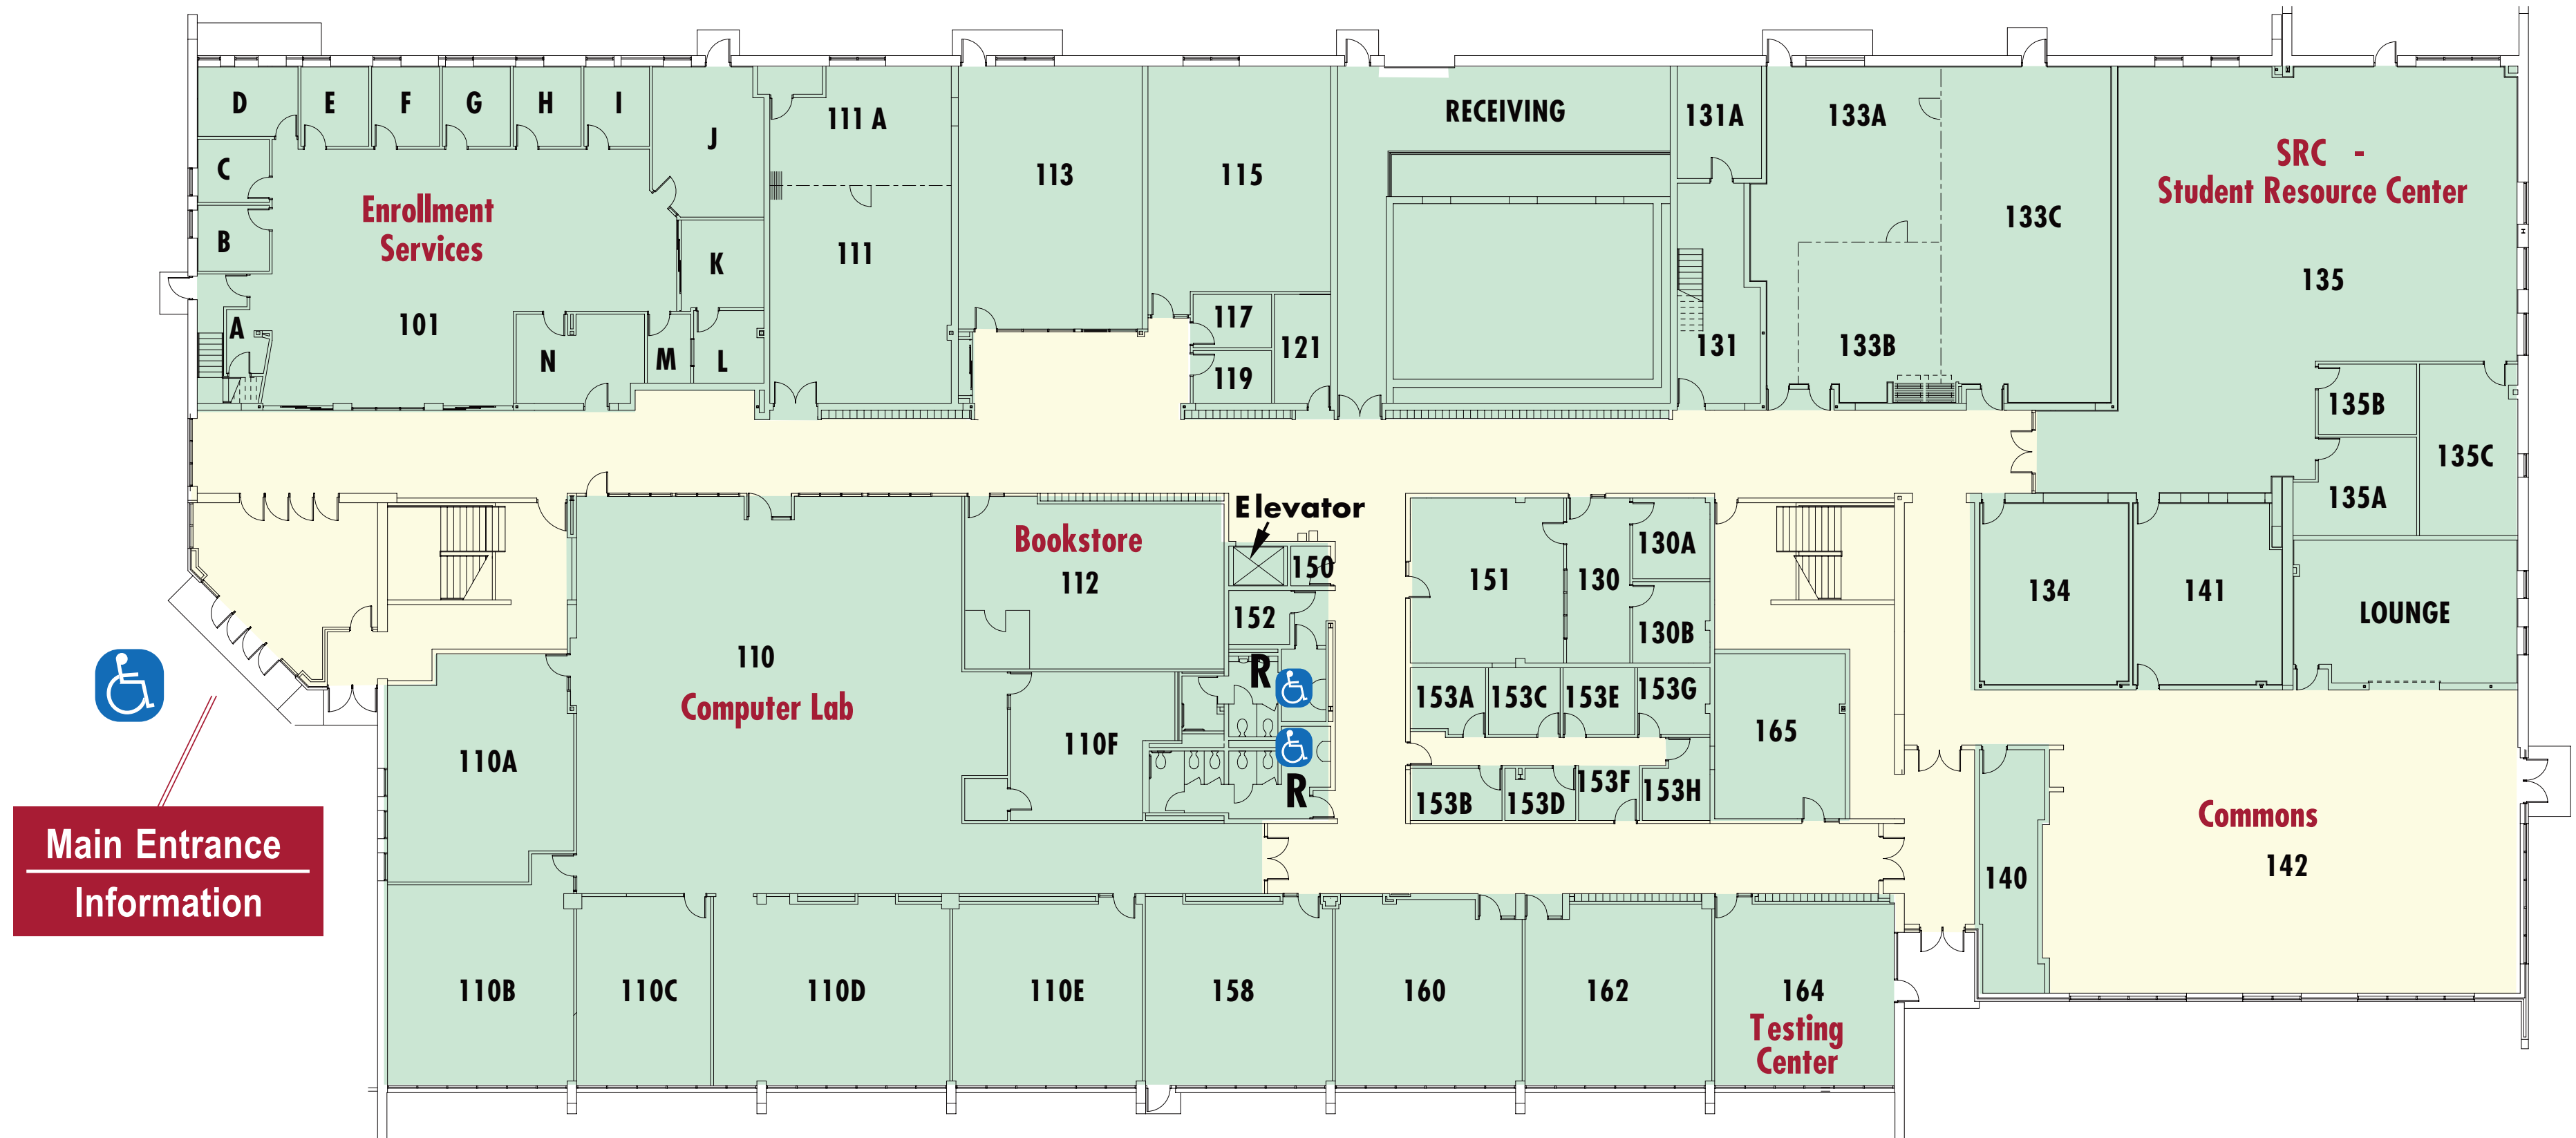 D
E
F
G
H
I
J
C
B
A
Enrollment
Services
101
K
L
M
N
111 A
111
113
115
117
119
121
RECEIVING
131A
131
133A
133B
133C
SRC -
Student Resource Center
135
135B
135A
135C
Elevator
Bookstore
112
150
152
R
R
151
130
130A
130B
134
141
LOUNGE
110
Computer Lab
110A
110F
153A
153C
153E
153G
153B
153D
153F
153H
165
Main Entrance
Information
Commons
142
140
110B
110C
110D
110E
158
160
162
164
Testing
Center